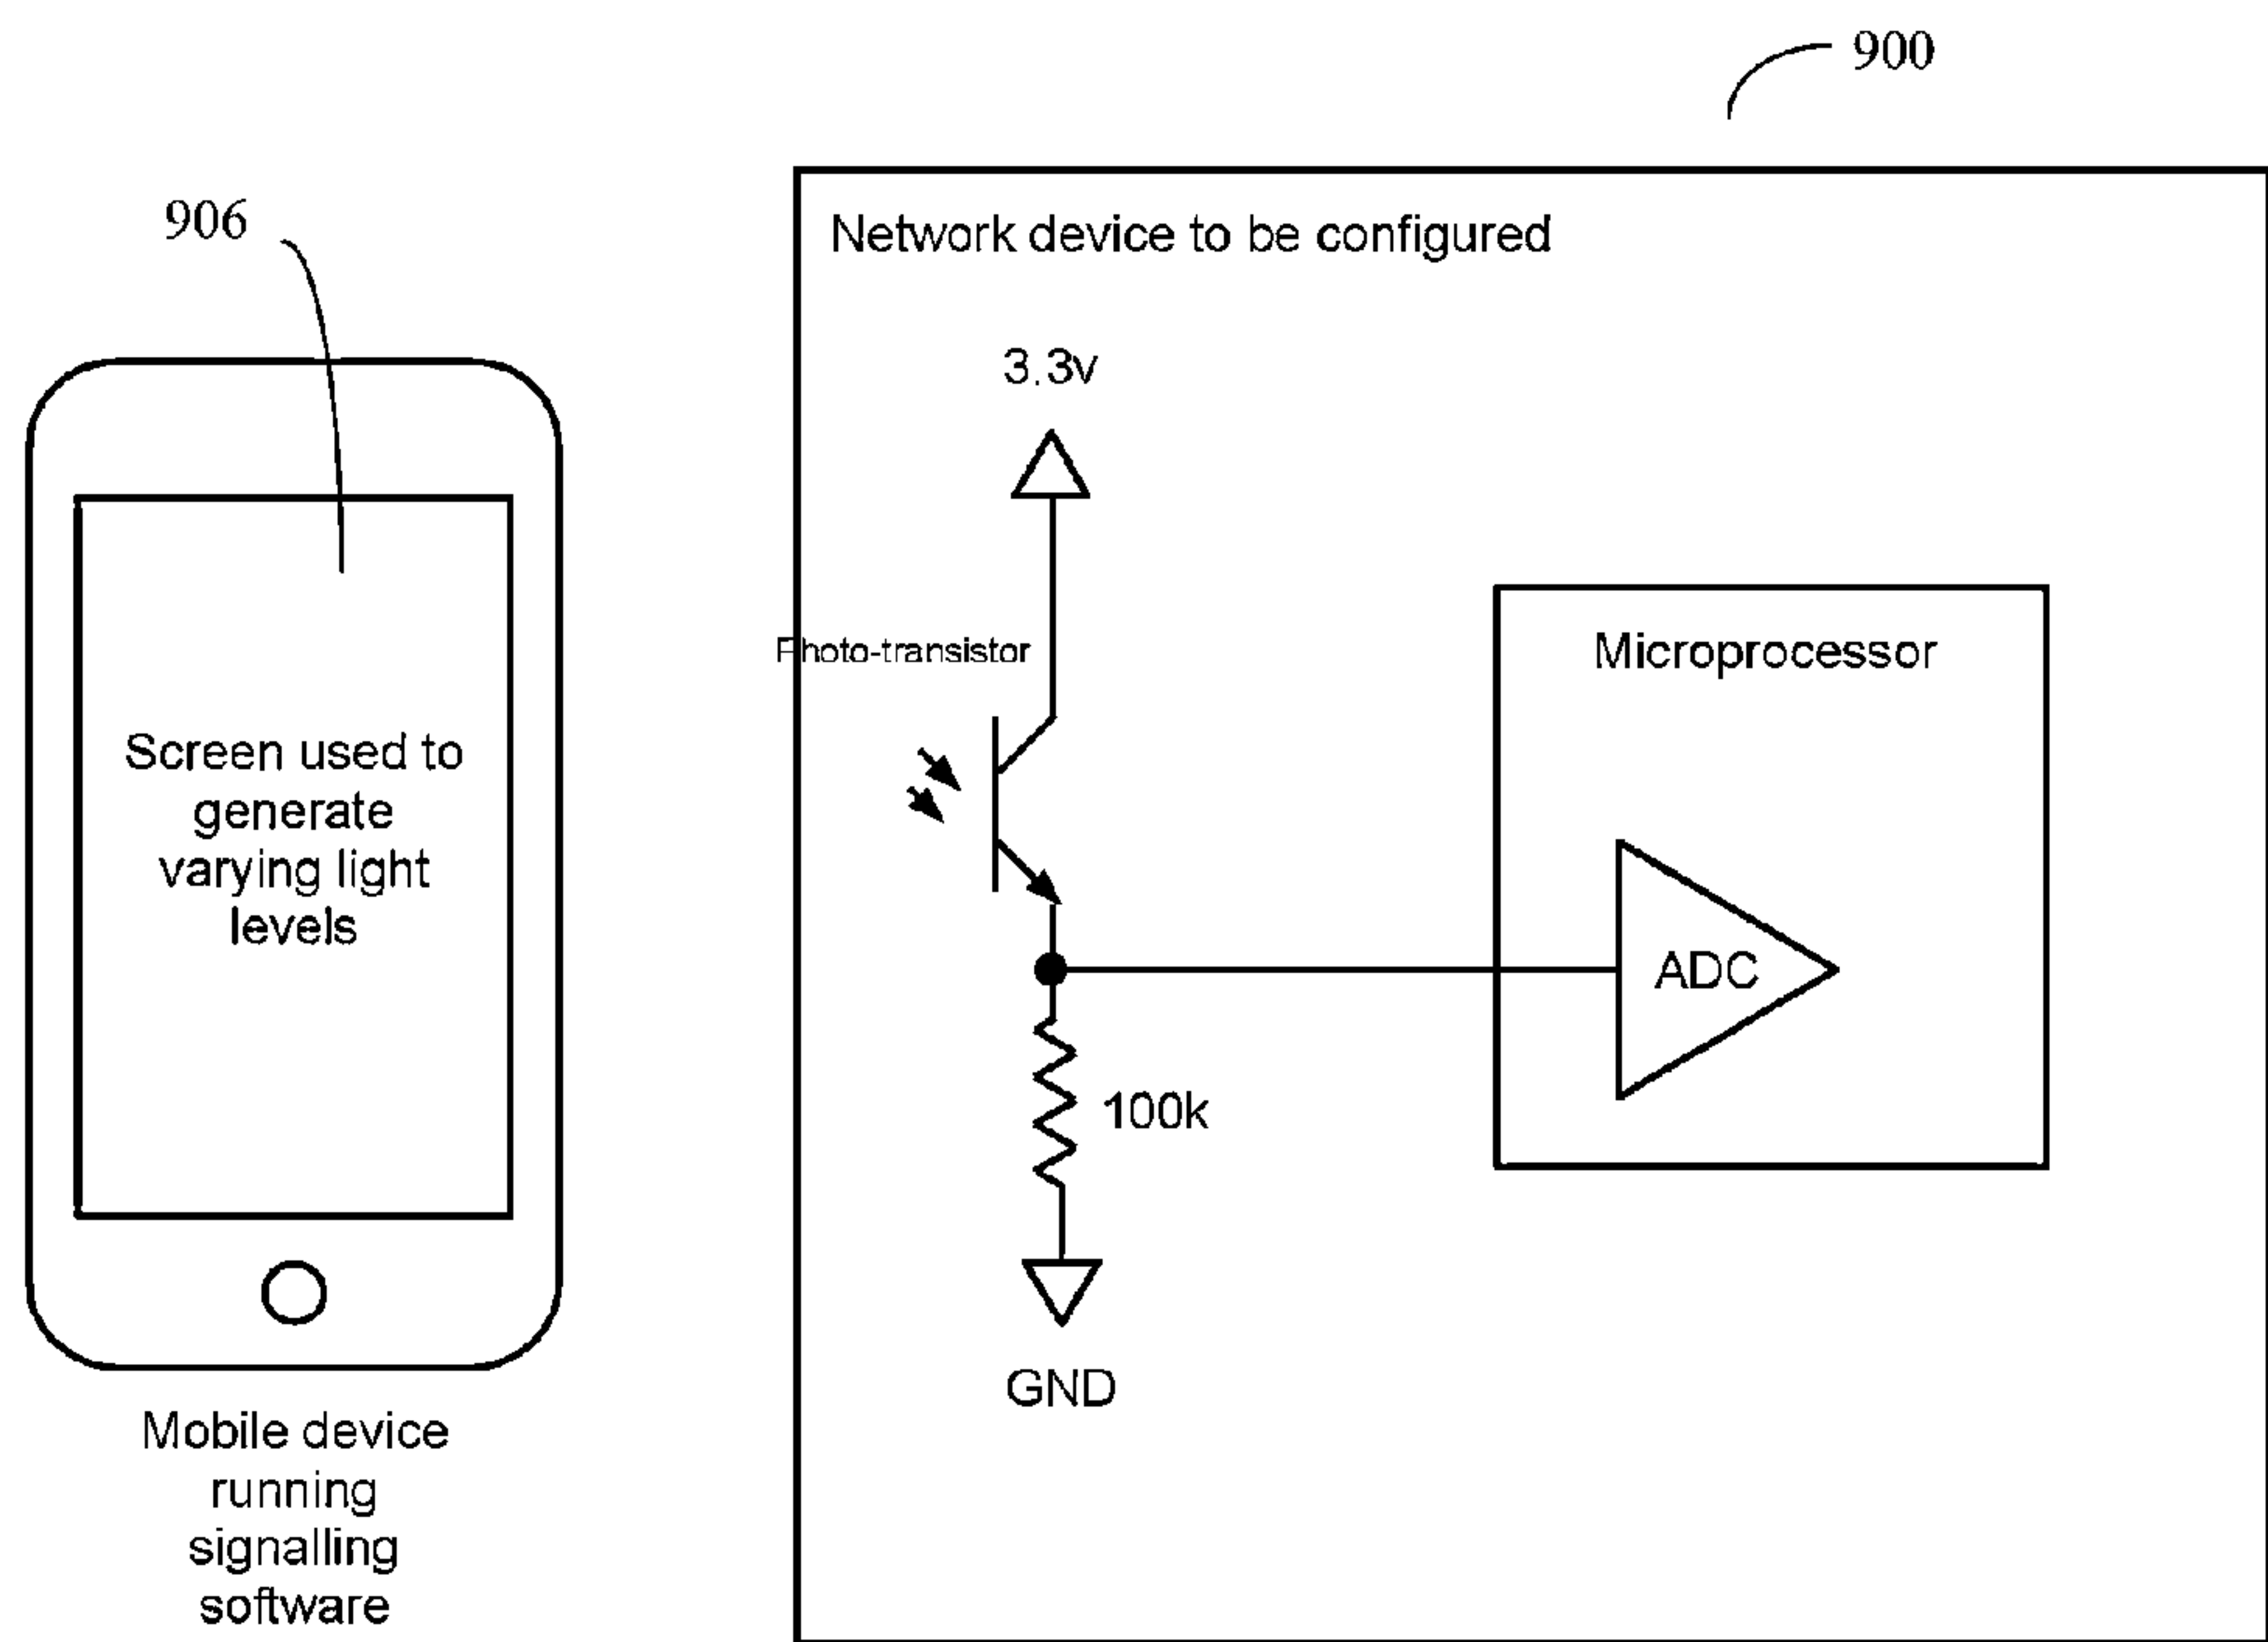 900
906
Network device to be configured
3.3v
Photo-transistor
Microprocessor
Screen used to
generate
varying light
levels
ADC
100k
GND
Mobile device
running
signalling
software